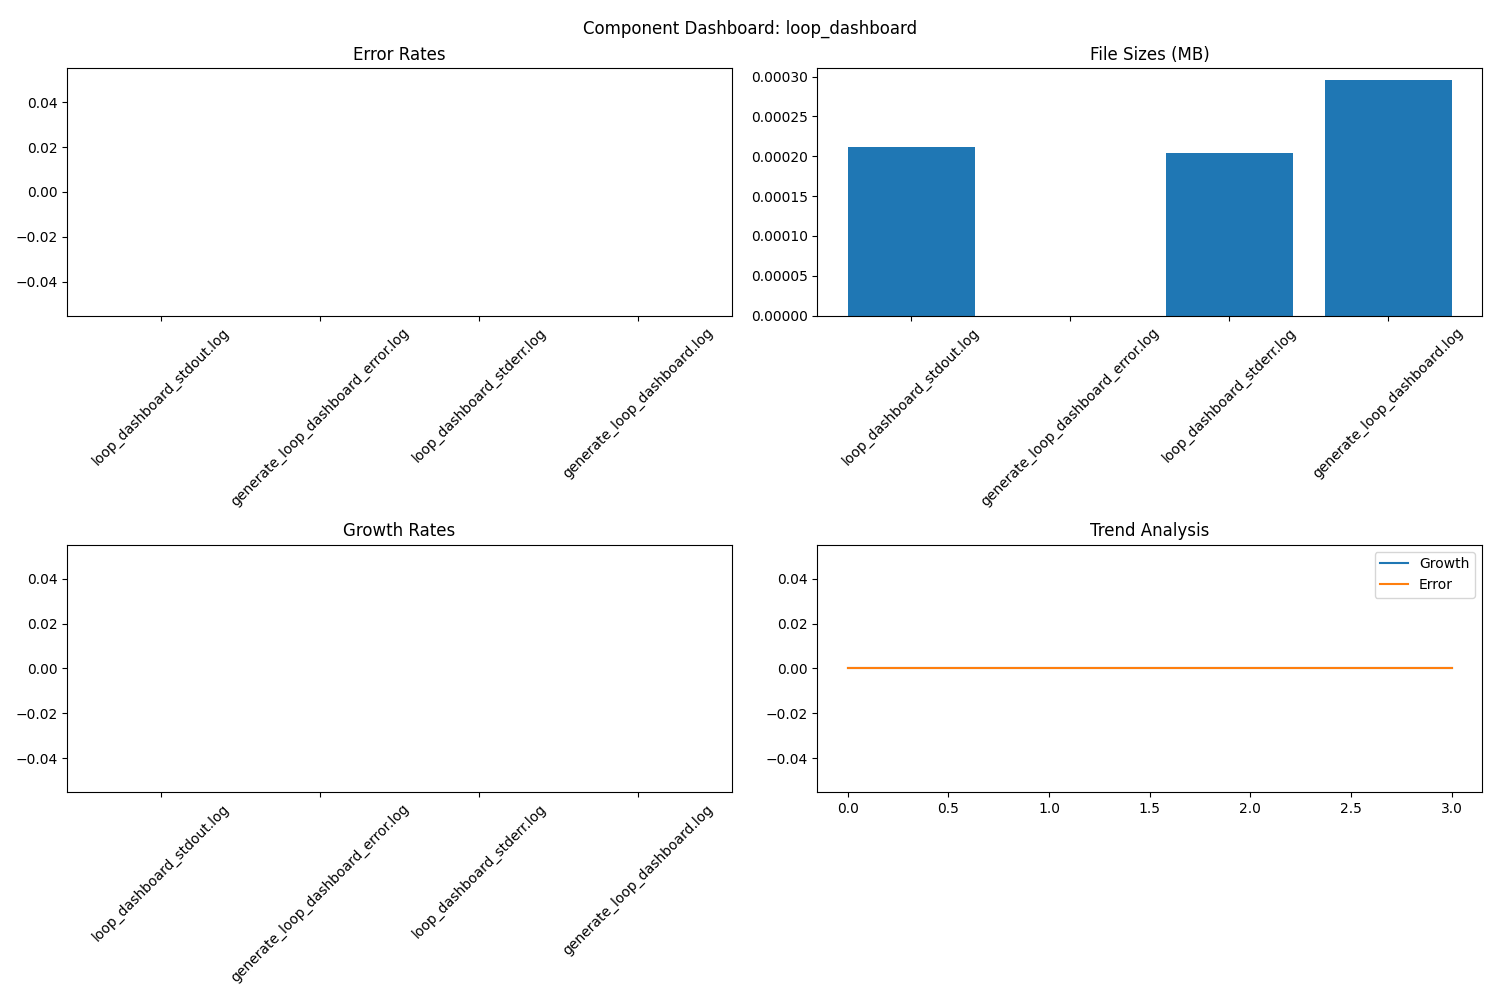 Component Dashboard: loop_dashboard
Error Rates
0.04
0.02
0.00
−0.02
−0.04
loop_dashboard_stdout.log
generate_loop_dashboard_error.log
loop_dashboard_stderr.log
generate_loop_dashboard.log
File Sizes (MB)
0.00030
0.00025
0.00020
0.00015
0.00010
0.00005
0.00000
loop_dashboard_stdout.log
generate_loop_dashboard_error.log
loop_dashboard_stderr.log
generate_loop_dashboard.log
Growth Rates
0.04
0.02
0.00
−0.02
−0.04
loop_dashboard_stdout.log
generate_loop_dashboard_error.log
loop_dashboard_stderr.log
generate_loop_dashboard.log
Trend Analysis
Growth
Error
0.04
0.02
0.00
−0.02
−0.04
0.0 0.5 1.0 1.5 2.0 2.5 3.0